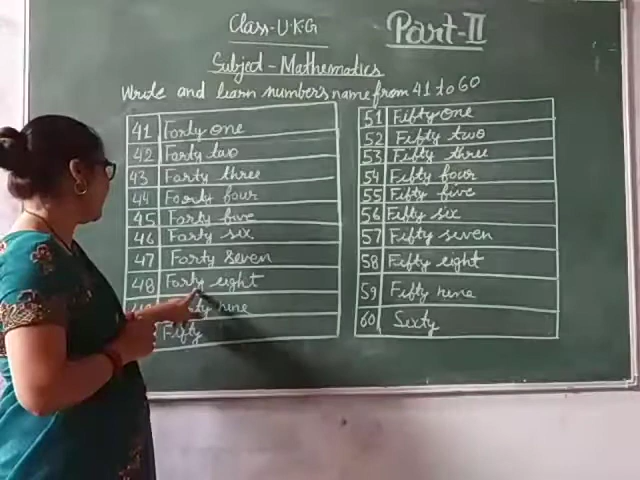 Class-U.K.G
Part-II
Subject-Mathematics
Write and learn number's name from 41 to 60
41 Forty one
42 Forty two
43 Forty three
44 Forty four
45 Forty five
46 Forty six
47 Forty seven
48 Forty eight
nine
Fifty
51 Fifty one
52 Fifty two
53 Fifty three
54 Fifty four
55 Fifty five
56 Fifty six
57 Fifty seven
58 Fifty eight
59 Fifty nine
60 Sixty